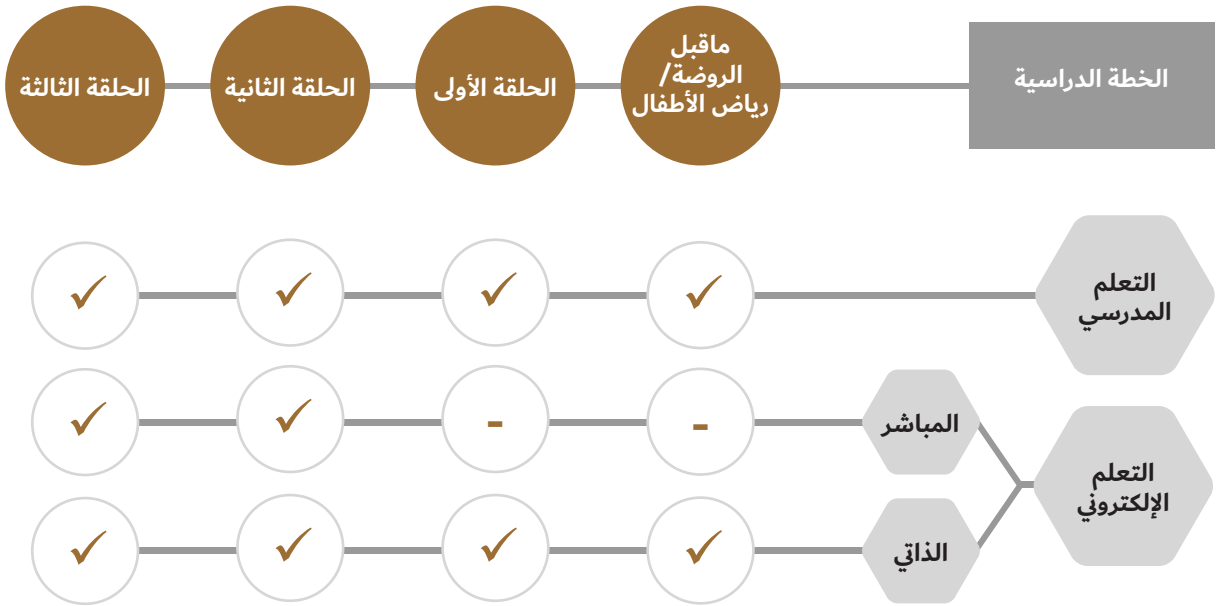 الخطة الدراسية
ماقبل
الروضة/
رياض الأطفال
الحلقة الأولى
الحلقة الثانية
الحلقة الثالثة
التعلم
المدرسي
✓
✓
✓
✓
التعلم
الإلكتروني
المباشر
-
-
✓
✓
الذاتي
✓
✓
✓
✓